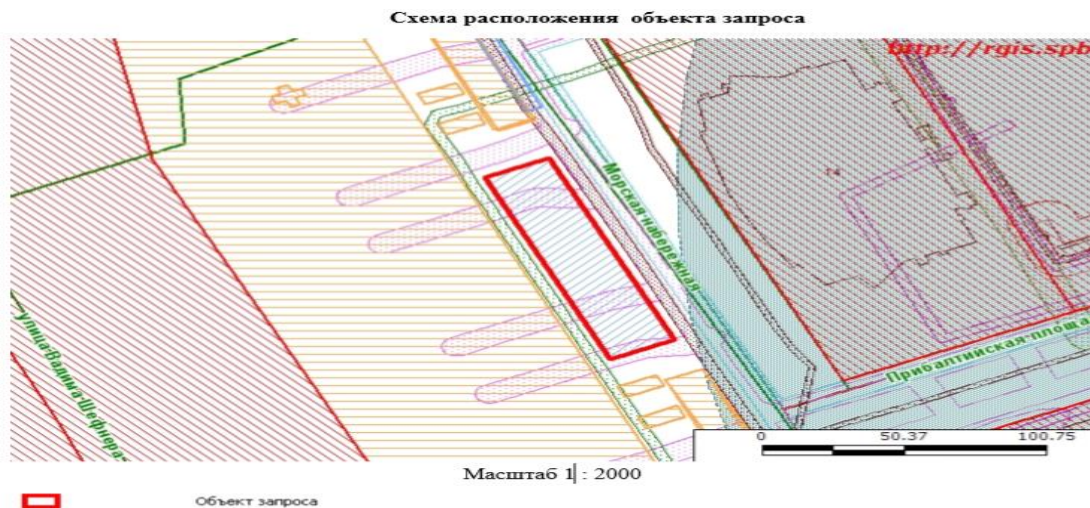 Схема расположения объекта запроса
http://rgis.spb
Морская набережная
14
Прибалтийская площа
улица Вадима Шефнера
0 50.37 100.75
Масштаб 1 : 2000
Объект запроса